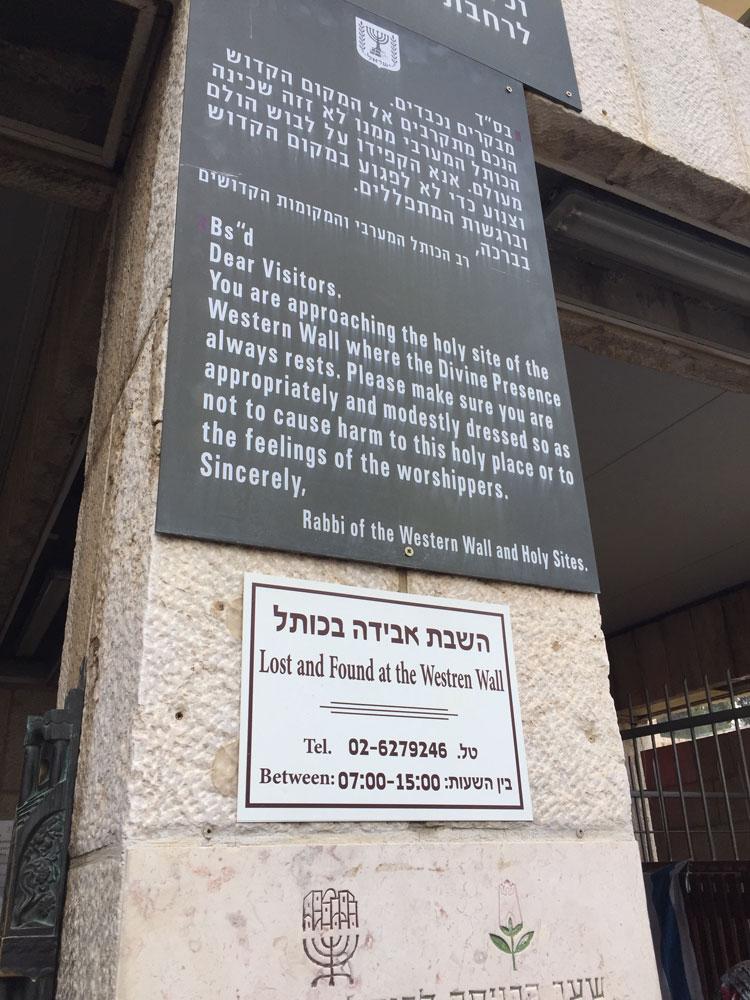 וכ
לרחבת
ישראל
בס״ד
מבקרים נכבדים.
הנכם מתקרבים אל המקום הקדוש
הכותל המערבי ממנו לא זזה שכינה
מעולם. אנא הקפידו על לבוש הולם
וצנוע כדי לא לפגוע במקום הקדוש
וברגשות המתפללים.
בברכה,
רב הכותל המערבי והמקומות הקדושים
Bs"d
Dear Visitors.
You are approaching the holy site of the
Western Wall where the Divine Presence
always rests. Please make sure you are
appropriately and modestly dressed so as
not to cause harm to this holy place or to
the feelings of the worshippers.
Sincerely,
Rabbi of the Western Wall and Holy Sites.
השבת אבידה בכותל
Lost and Found at the Westren Wall
Tel. 02-6279246 טל.
Between: 07:00-15:00 בין השעות:
שער הכניסה